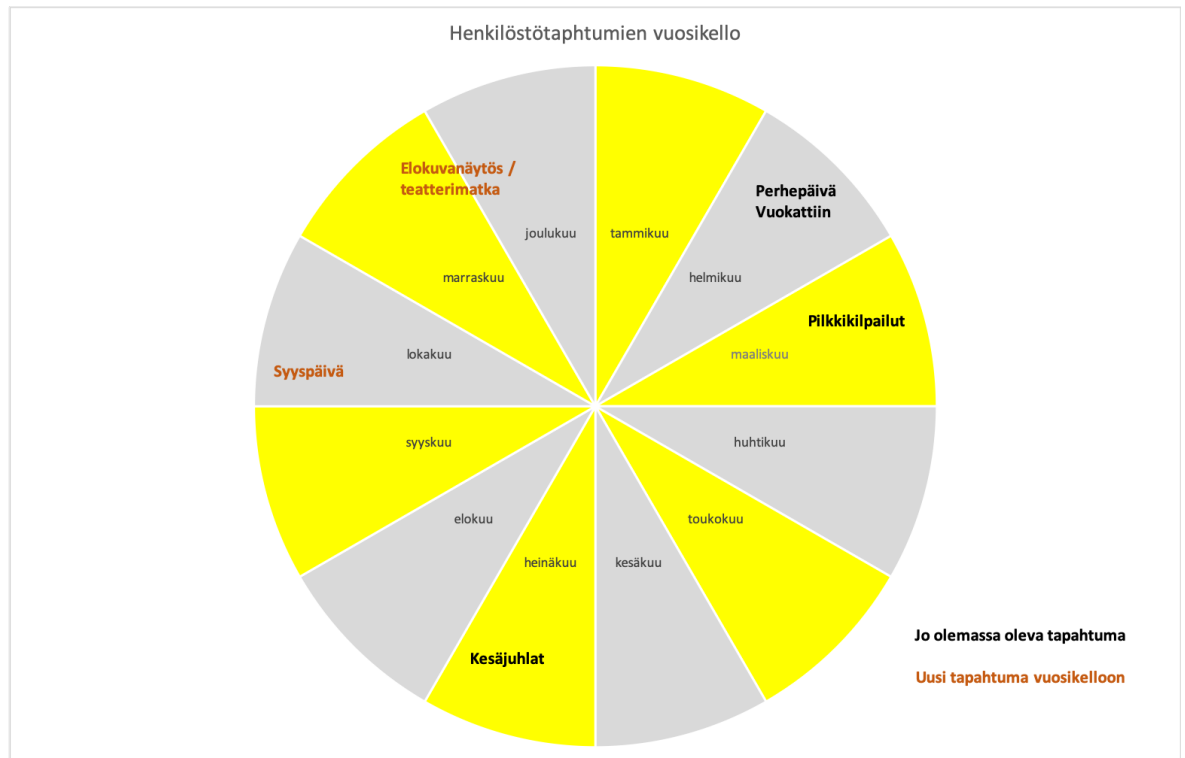 Henkilöstötaphtumien vuosikello
Elokuvanäytös /
teatterimatka
Perhepäivä
Vuokattiin
joulukuu
tammikuu
marraskuu
helmikuu
Pilkkikilpailut
lokakuu
maaliskuu
Syyspäivä
syyskuu
huhtikuu
elokuu
toukokuu
heinäkuu
kesäkuu
Kesäjuhlat
Jo olemassa oleva tapahtuma
Uusi tapahtuma vuosikelloon